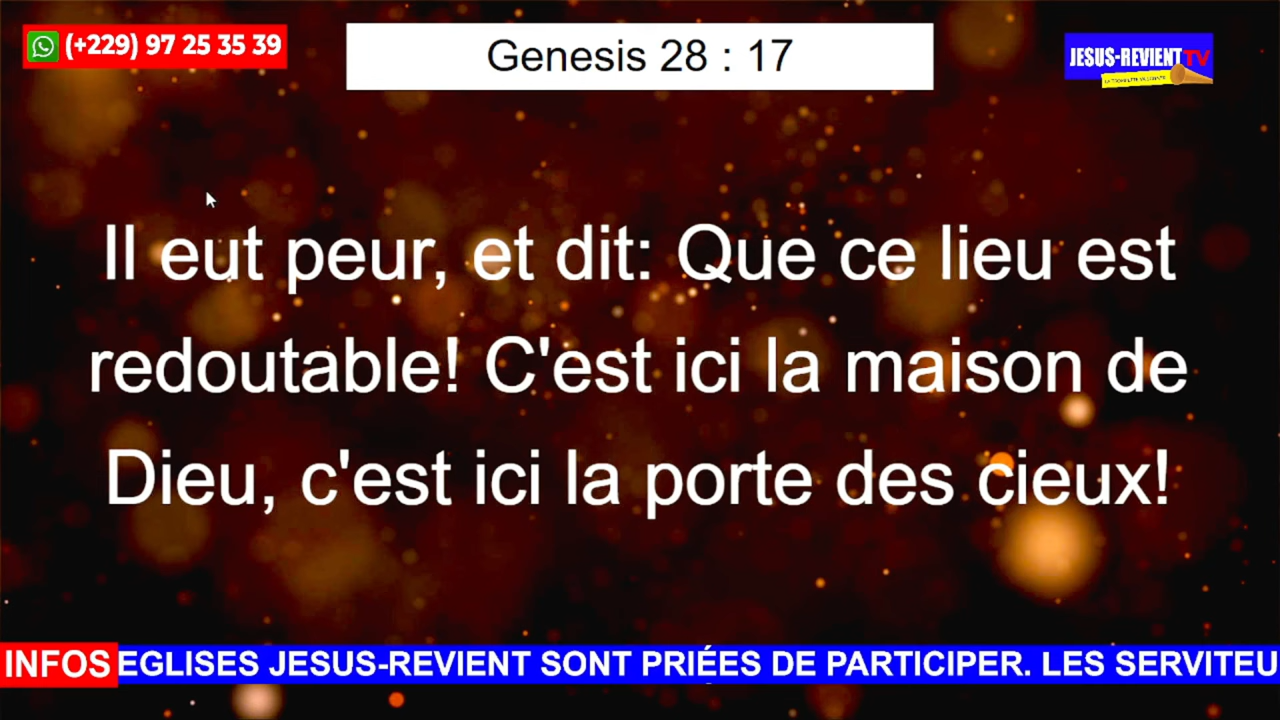 (+229) 97 25 35 39
Genesis 28 : 17
JESUS-REVIENT TV
Il eut peur, et dit: Que ce lieu est
redoutable! C'est ici la maison de
Dieu, c'est ici la porte des cieux!
INFOS EGLISES JESUS-REVIENT SONT PRIÉES DE PARTICIPER. LES SERVITEU